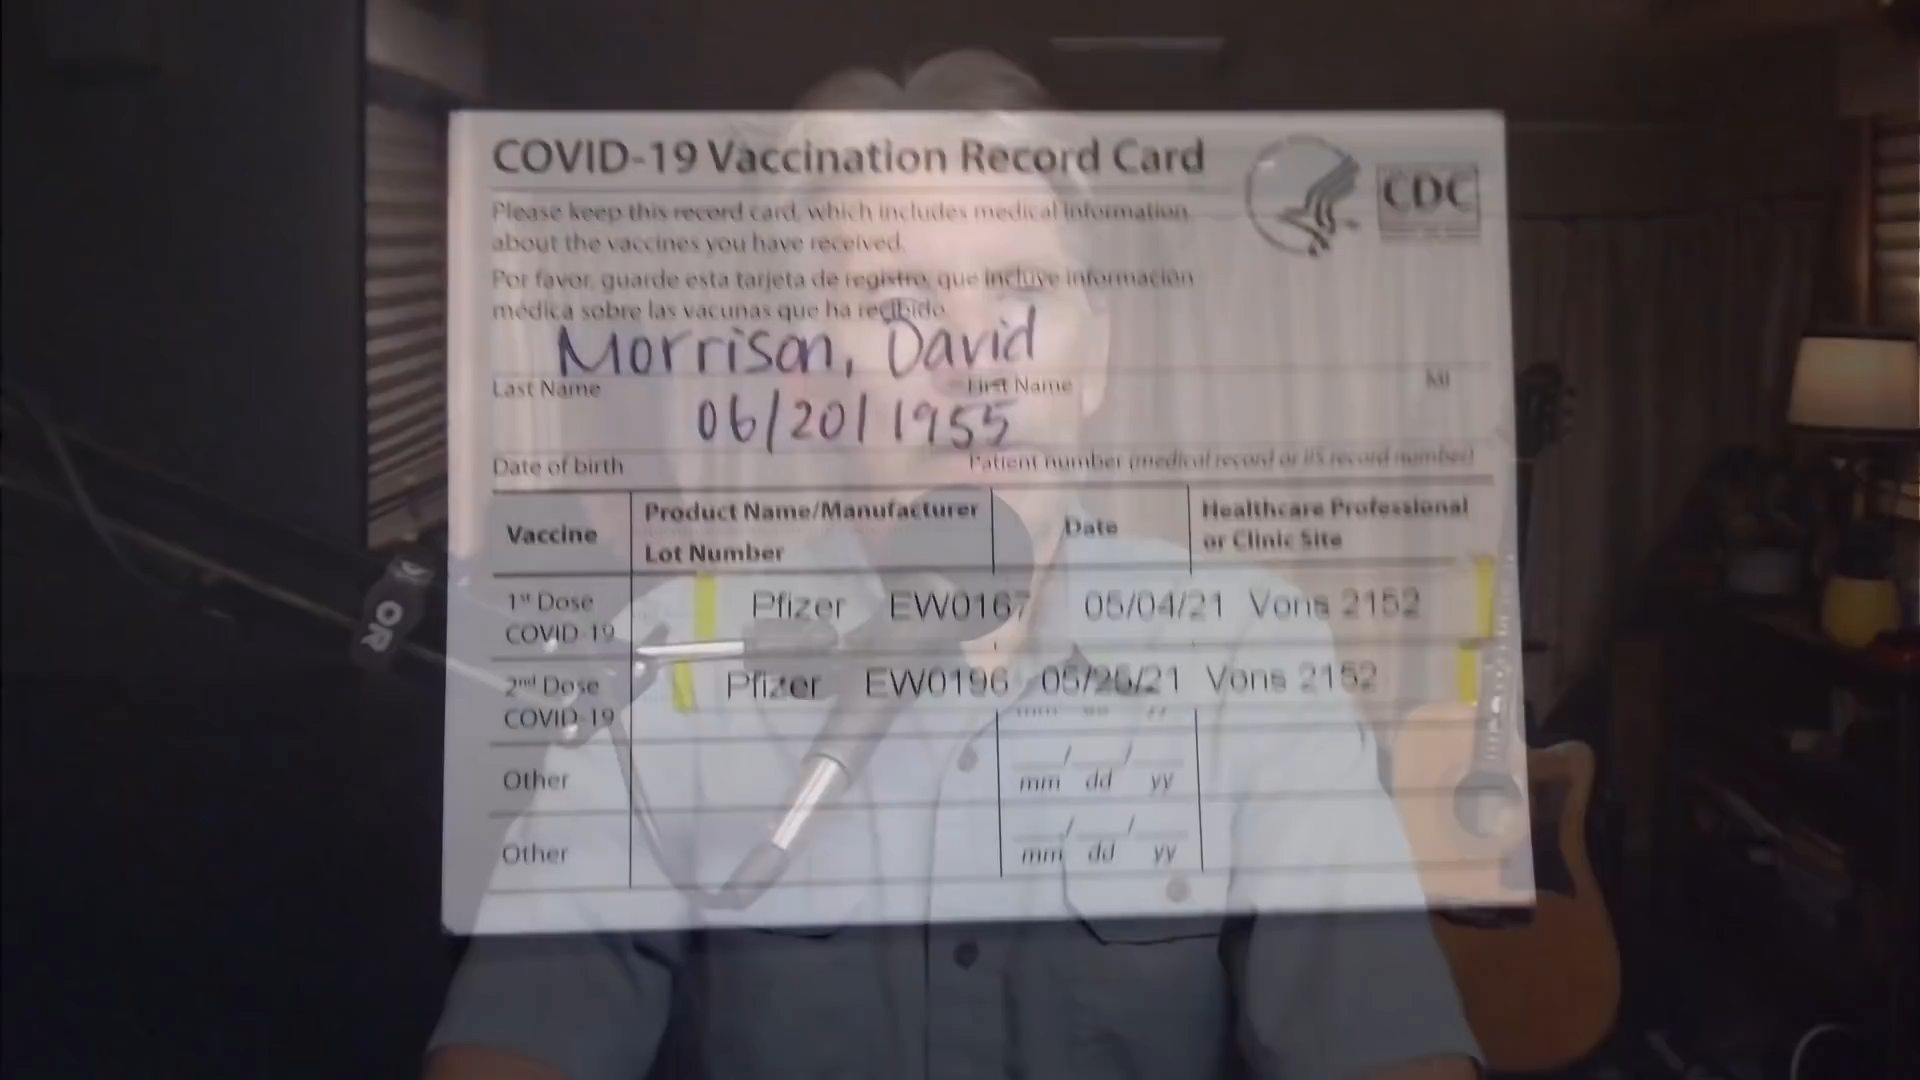 COVID-19 Vaccination Record Card
CDC
Please keep this record card, which includes medical information
about the vaccines you have received.
Por favor, guarde esta tarjeta de registro, que incluye información
médica sobre las vacunas que ha recibido.
Morrison, David
Last Name First Name MI
06/20/1955
Date of birth Patient number (medical record or IIS record number)
Vaccine Product Name/Manufacturer Date Healthcare Professional
Lot Number or Clinic Site
1st Dose Pfizer EW0167 05/04/21 Vons 2152
COVID-19
2nd Dose Pfizer EW0196 05/26/21 Vons 2152
COVID-19
Other
mm dd yy
Other
mm dd yy
OR